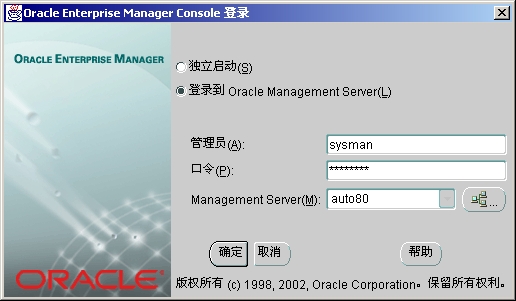 Oracle Enterprise Manager Console 登录
ORACLE ENTERPRISE MANAGER
独立启动(S)
登录到 Oracle Management Server(L)
管理员(A):
sysman
口令(P):
********
Management Server(M):
auto80
...
确定
取消
帮助
ORACLE
版权所有 (c) 1998, 2002, Oracle Corporation。保留所有权利。